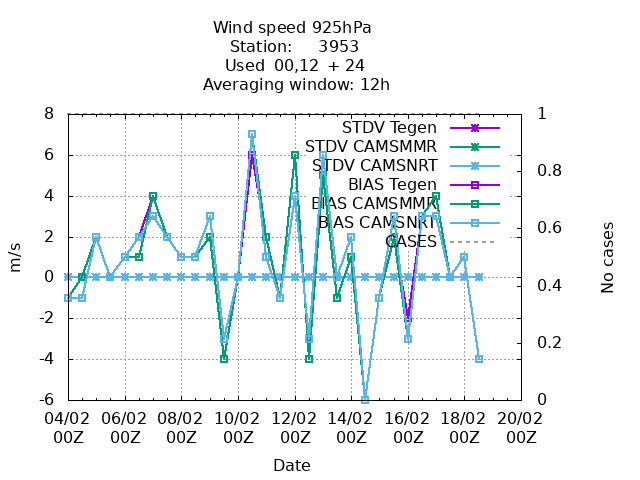 Wind speed 925hPa
Station: 3953
Used 00,12 + 24
Averaging window: 12h
STDV Tegen
STDV CAMSMMR
STDV CAMSNRT
BIAS Tegen
BIAS CAMSMMR
BIAS CAMSNRT
CASES
8
6
4
2
0
-2
-4
-6
m/s
1
0.8
0.6
0.4
0.2
0
No cases
04/02 06/02 08/02 10/02 12/02 14/02 16/02 18/02 20/02
00Z 00Z 00Z 00Z 00Z 00Z 00Z 00Z 00Z
Date